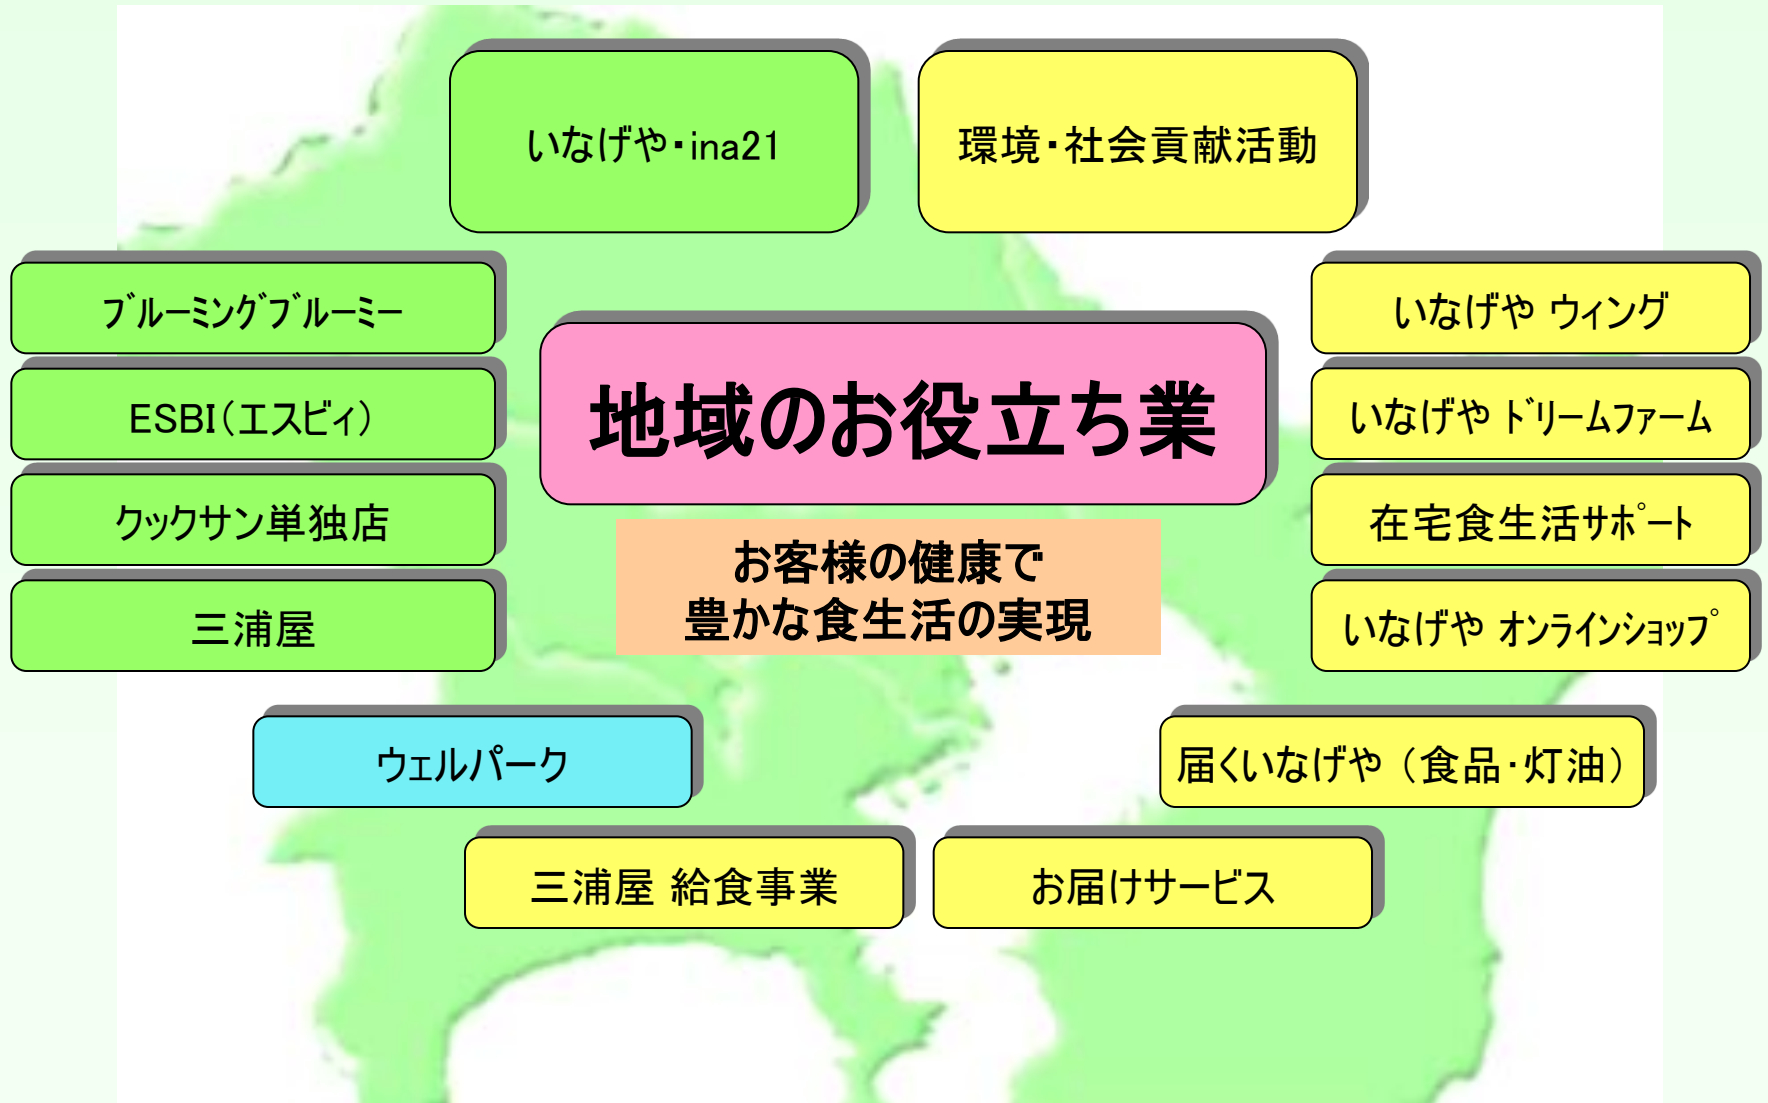 いなげや・ina21
環境・社会貢献活動
ブルーミングブルーミー
ESBI(エスビィ)
クックサン単独店
三浦屋
地域のお役立ち業
お客様の健康で
豊かな食生活の実現
いなげや ウィング
いなげや ドリームファーム
在宅食生活サポート
いなげや オンラインショップ
ウェルパーク
届くいなげや (食品・灯油)
三浦屋 給食事業
お届けサービス